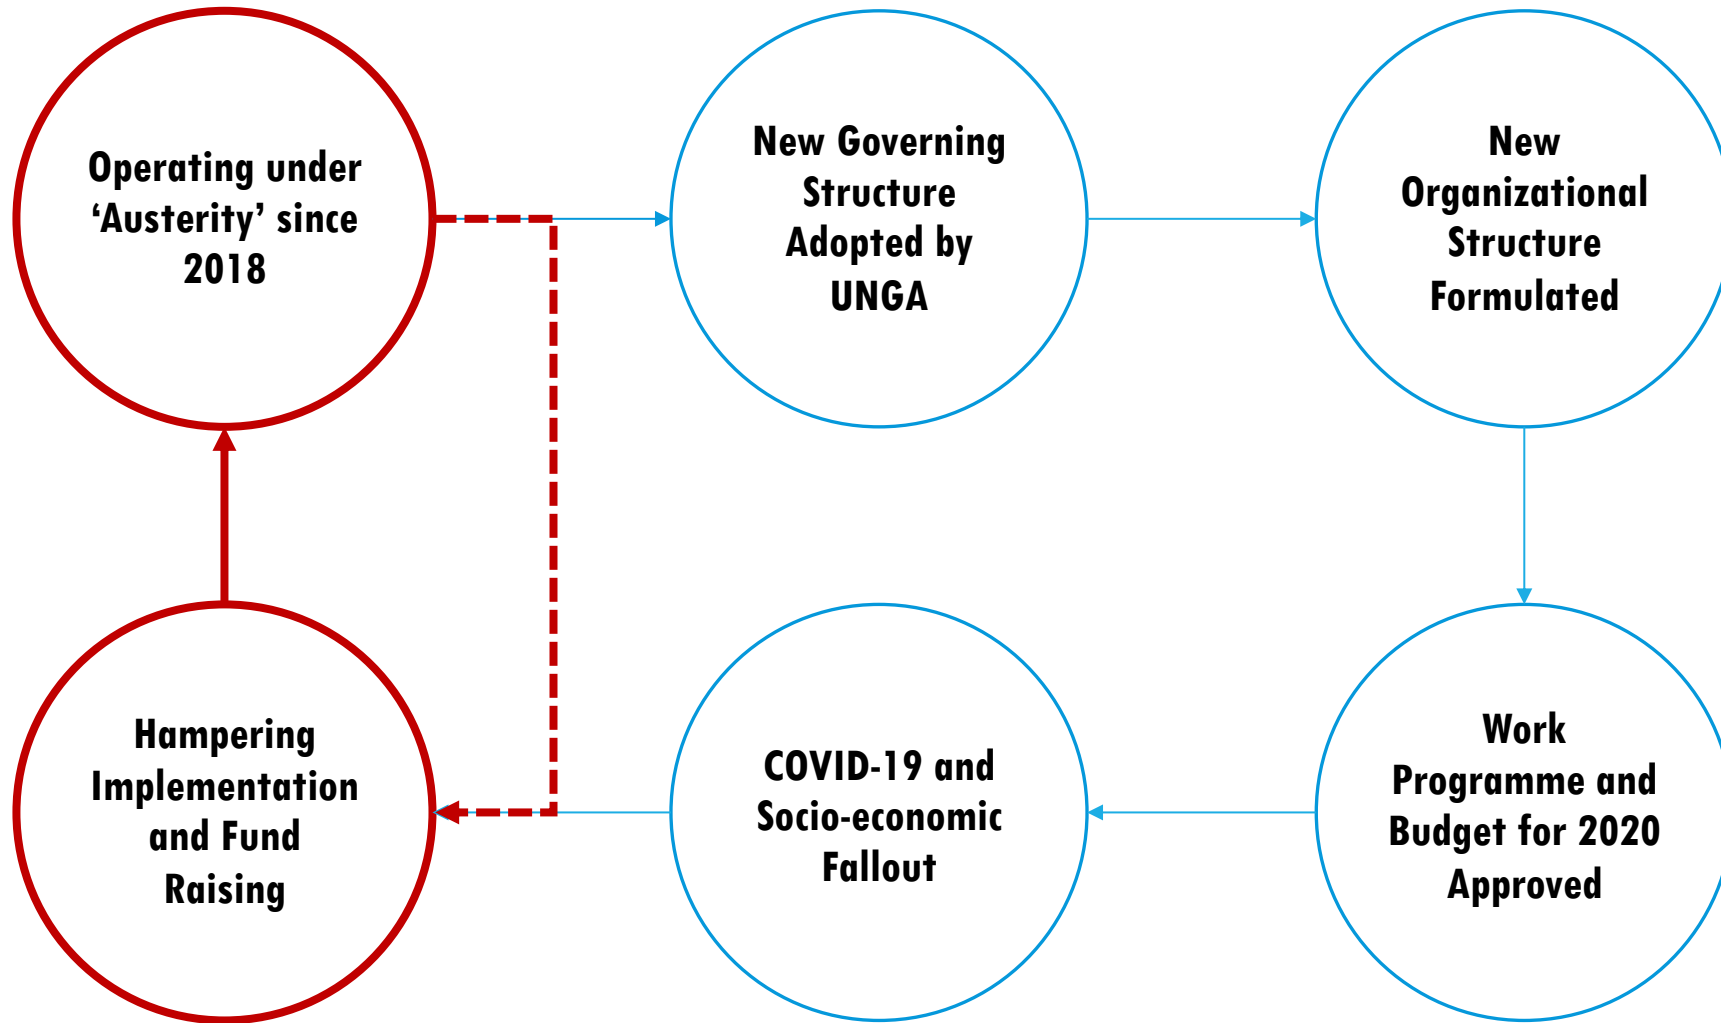 Operating under
‘Austerity’ since
2018
New Governing
Structure
Adopted by
UNGA
New
Organizational
Structure
Formulated
Hampering
Implementation
and Fund
Raising
COVID-19 and
Socio-economic
Fallout
Work
Programme and
Budget for 2020
Approved